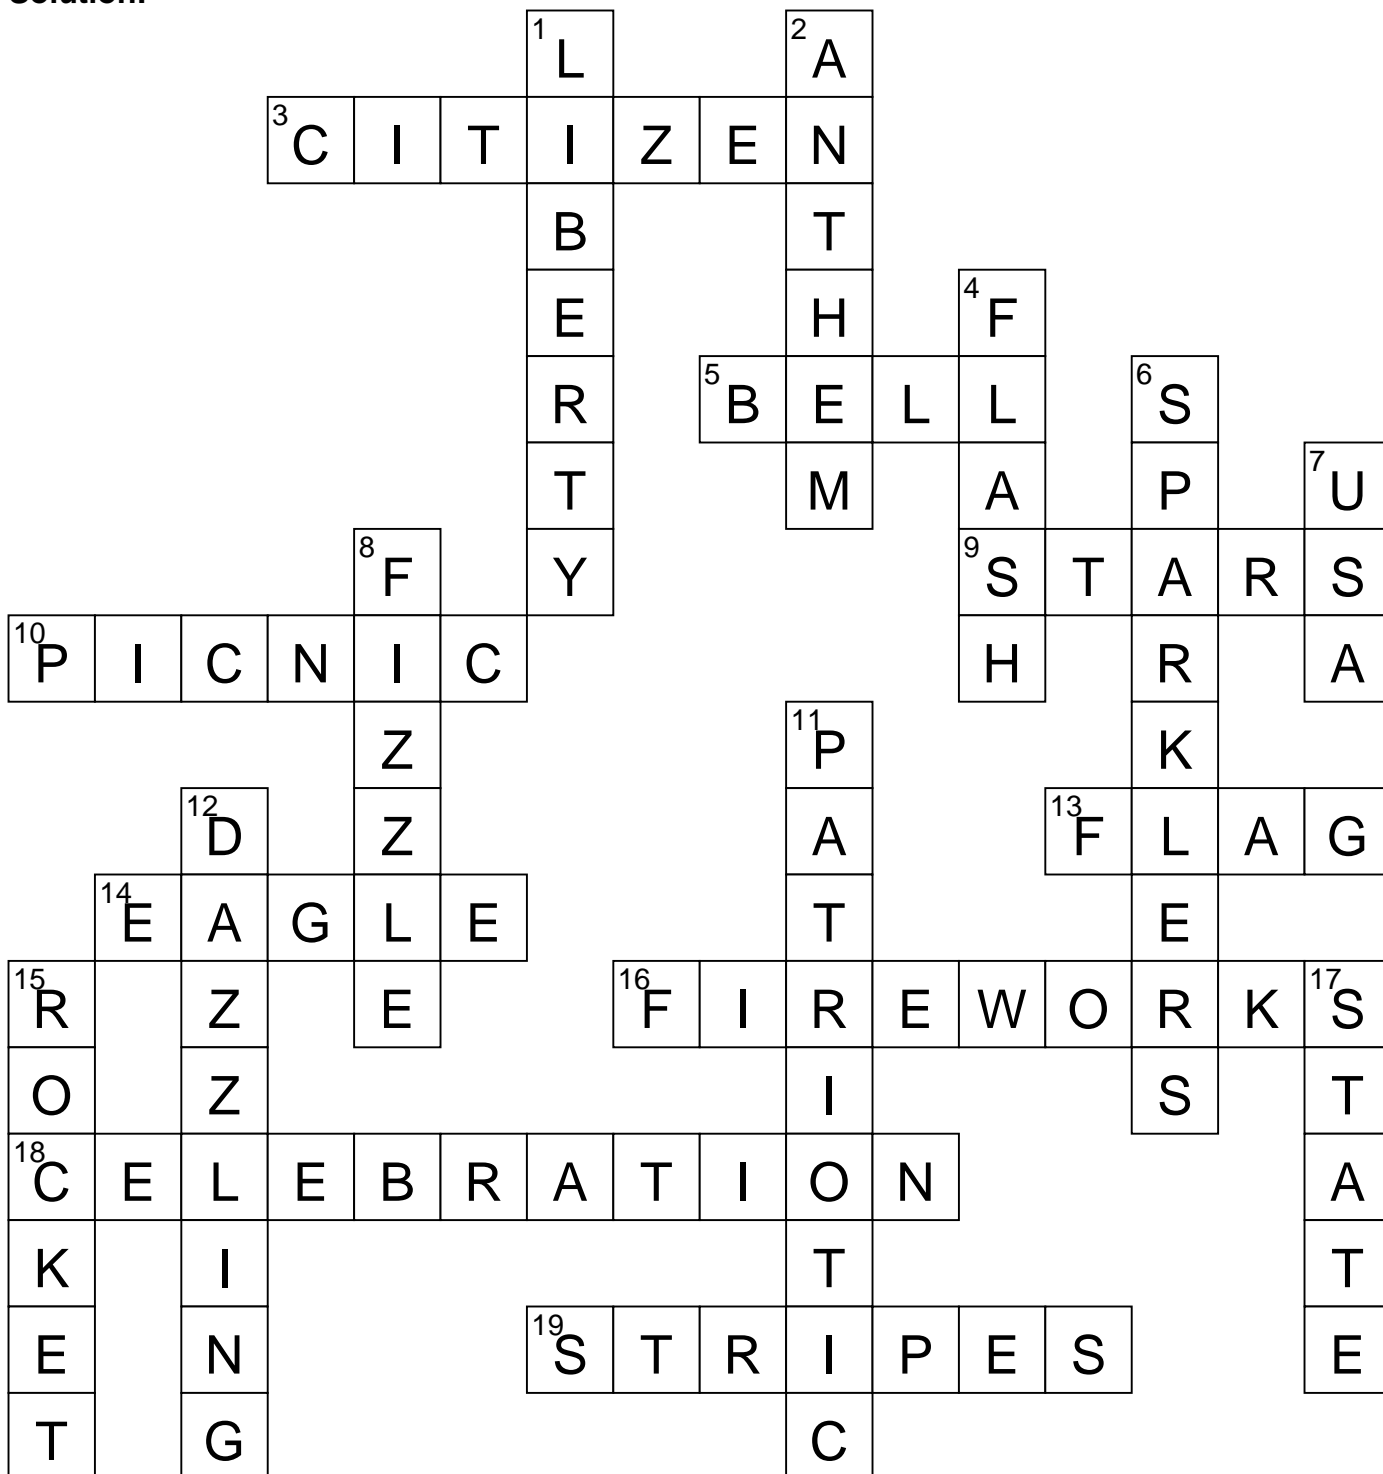 Solution:
1 L 2 A
3 C I T I Z E N
B T
E H 4 F
R 5 B E L L 6 S
T M A P 7 U
8 F Y 9 S T A R S
10 P I C N I C H R A
Z 11 P K
12 D Z A 13 F L A G
14 E A G L E T E
15 R Z E 16 F I R E W O R K 17 S
O Z I S T
18 C E L E B R A T I O N A
K I T T
E N 19 S T R I P E S E
T G C